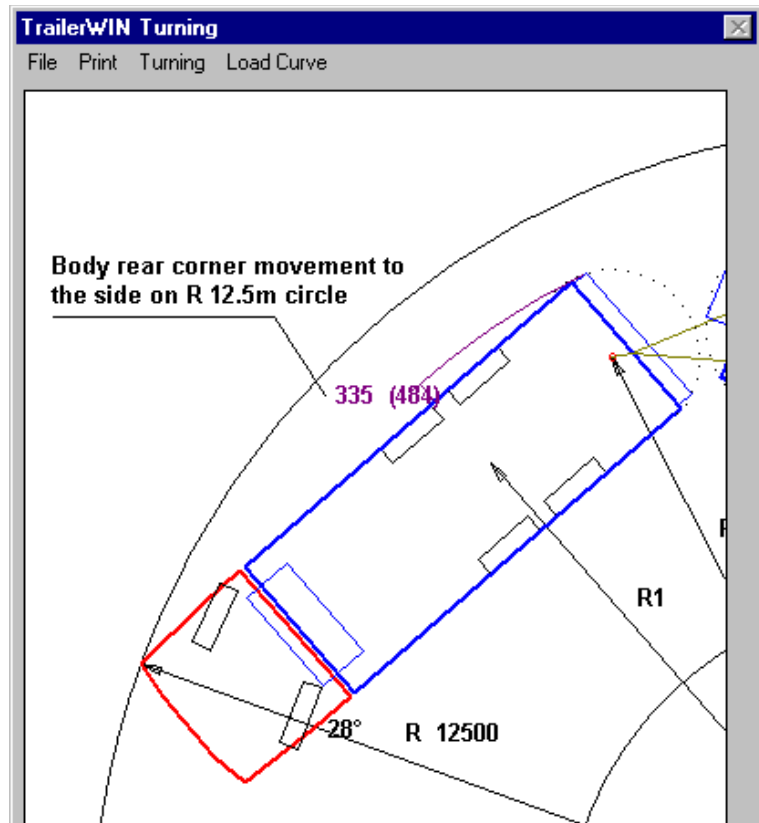 TrailerWIN Turning
File Print Turning Load Curve
Body rear corner movement to
the side on R 12.5m circle
335 (484)
R1
28°
R 12500